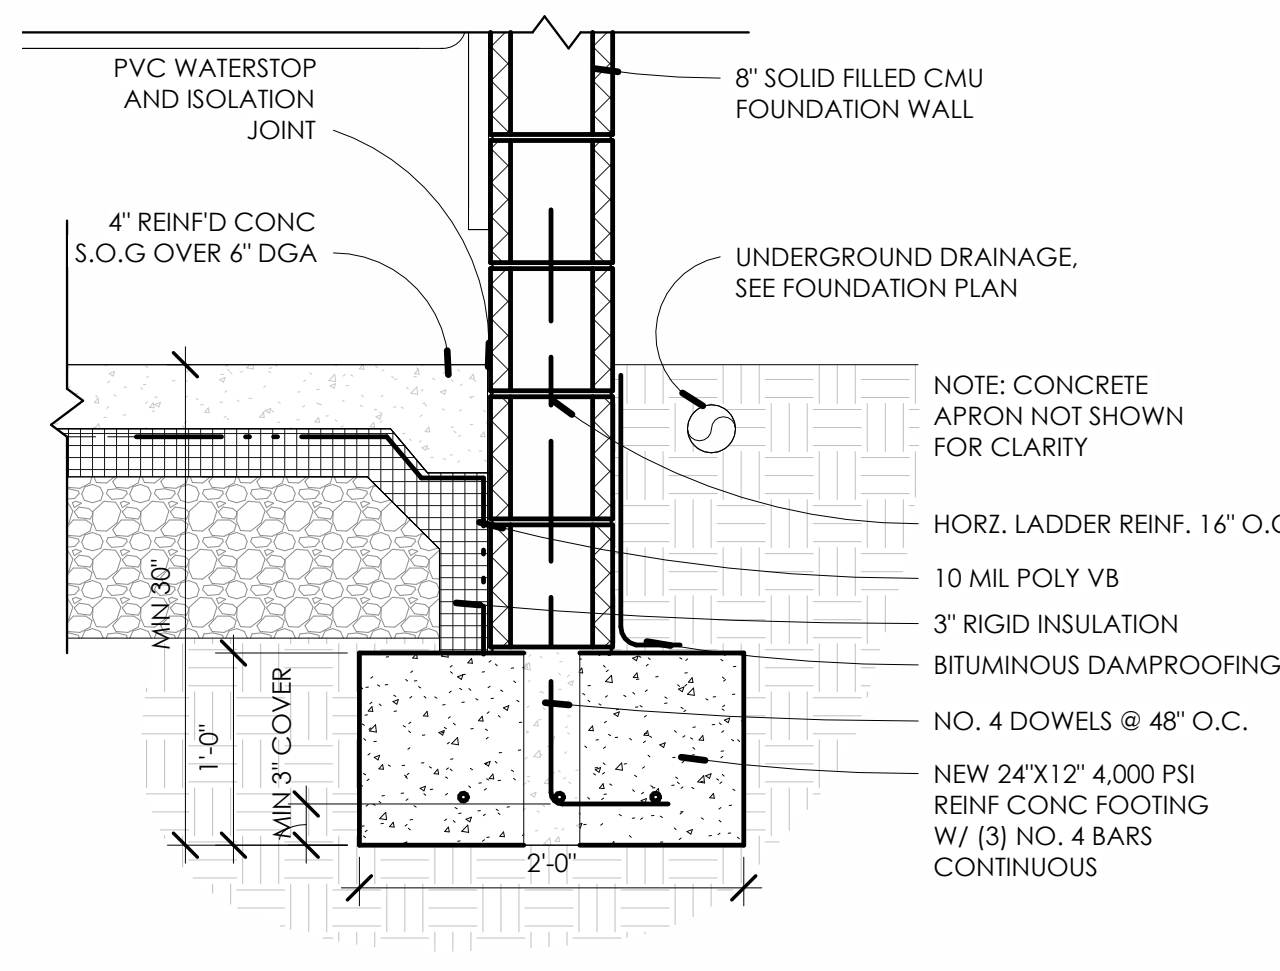 PVC WATERSTOP
AND ISOLATION
JOINT
4" REINF'D CONC
S.O.G OVER 6" DGA
8" SOLID FILLED CMU
FOUNDATION WALL
UNDERGROUND DRAINAGE,
SEE FOUNDATION PLAN
NOTE: CONCRETE
APRON NOT SHOWN
FOR CLARITY
HORZ. LADDER REINF. 16" O.C
10 MIL POLY VB
3" RIGID INSULATION
BITUMINOUS DAMPROOFING
NO. 4 DOWELS @ 48" O.C.
NEW 24"X12" 4,000 PSI
REINF CONC FOOTING
W/ (3) NO. 4 BARS
CONTINUOUS
MIN 30"
1'-0"
MIN 3" COVER
2'-0"